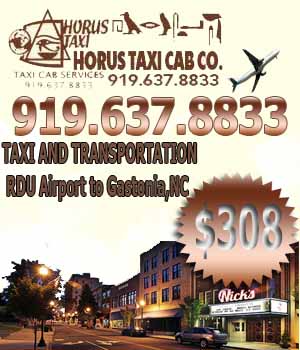 HORUS
TAXI
TAXI CAB SERVICES
919.637.8833
HORUS TAXI CAB CO.
919.637.8833
919.637.8833
TAXI AND TRANSPORTATION
RDU Airport to Gastonia,NC
$308
Nick's